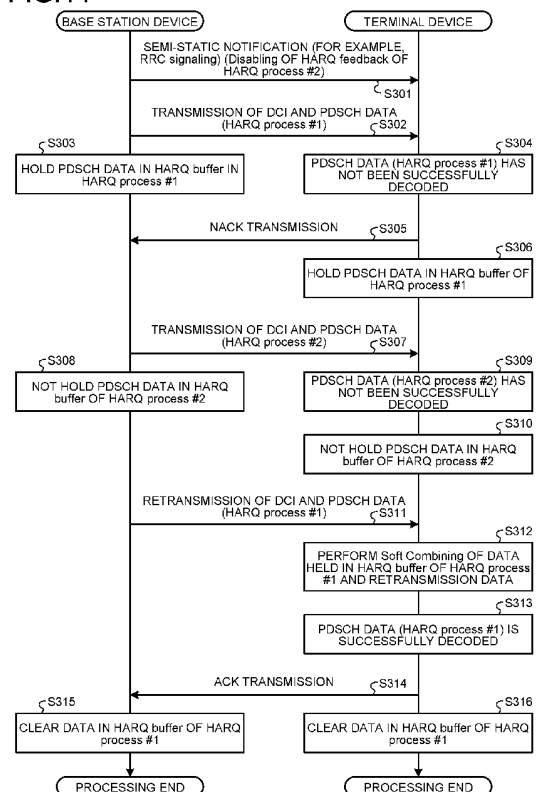 BASE STATION DEVICE
TERMINAL DEVICE
SEMI-STATIC NOTIFICATION (FOR EXAMPLE,
RRC signaling) (Disabling OF HARQ feedback OF
HARQ process #2)
S301
TRANSMISSION OF DCI AND PDSCH DATA
(HARQ process #1)
S302
S303
HOLD PDSCH DATA IN HARQ buffer IN
HARQ process #1
S304
PDSCH DATA (HARQ process #1) HAS
NOT BEEN SUCCESSFULLY
DECODED
NACK TRANSMISSION
S305
S306
HOLD PDSCH DATA IN HARQ buffer OF
HARQ process #1
TRANSMISSION OF DCI AND PDSCH DATA
(HARQ process #2)
S307
S308
NOT HOLD PDSCH DATA IN HARQ
buffer OF HARQ process #2
S309
PDSCH DATA (HARQ process #2) HAS
NOT BEEN SUCCESSFULLY
DECODED
S310
NOT HOLD PDSCH DATA IN HARQ
buffer OF HARQ process #2
RETRANSMISSION OF DCI AND PDSCH DATA
(HARQ process #1)
S311
S312
PERFORM Soft Combining OF DATA
HELD IN HARQ buffer OF HARQ process
#1 AND RETRANSMISSION DATA
S313
PDSCH DATA (HARQ process #1) IS
SUCCESSFULLY DECODED
ACK TRANSMISSION
S314
S315
CLEAR DATA IN HARQ buffer OF HARQ
process #1
S316
CLEAR DATA IN HARQ buffer OF HARQ
process #1
PROCESSING END
PROCESSING END